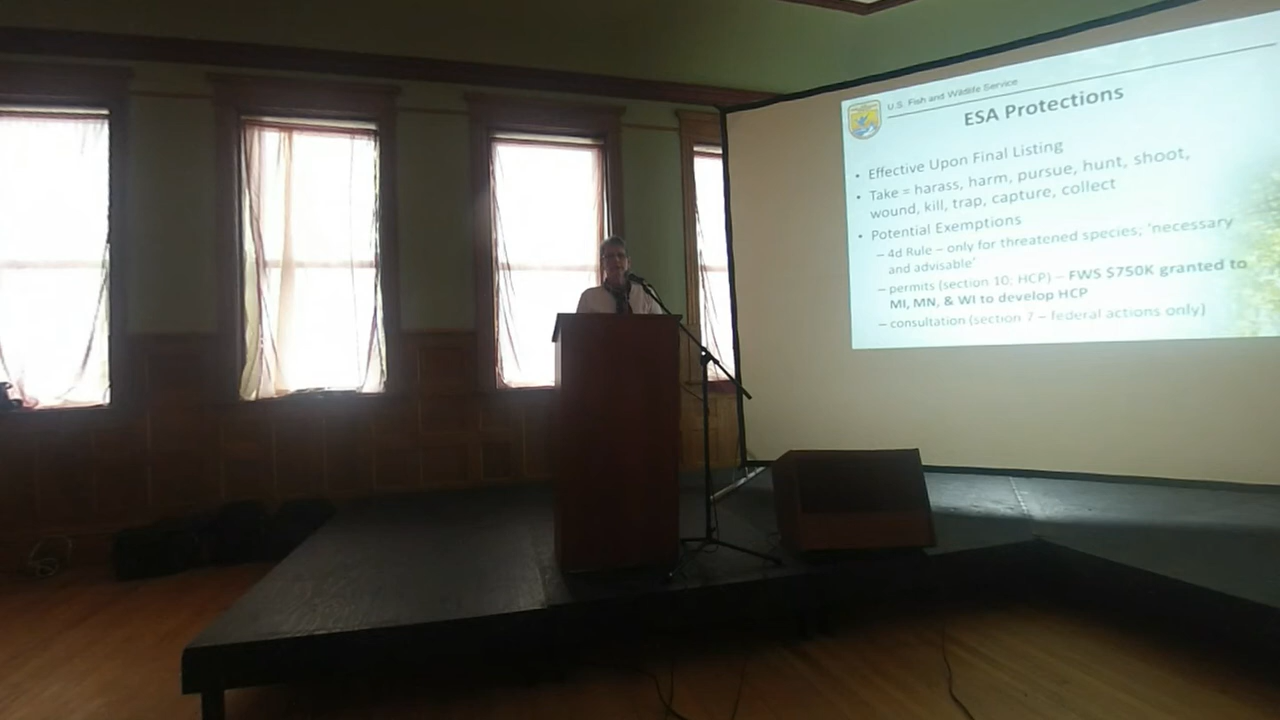 U.S. Fish and Wildlife Service
ESA Protections
• Effective Upon Final Listing
• Take = harass, harm, pursue, hunt, shoot,
wound, kill, trap, capture, collect
• Potential Exemptions
– 4d Rule – only for threatened species; 'necessary
and advisable'
– permits (section 10; HCP) – FWS $750K granted to
MI, MN, & WI to develop HCP
– consultation (section 7 – federal actions only)